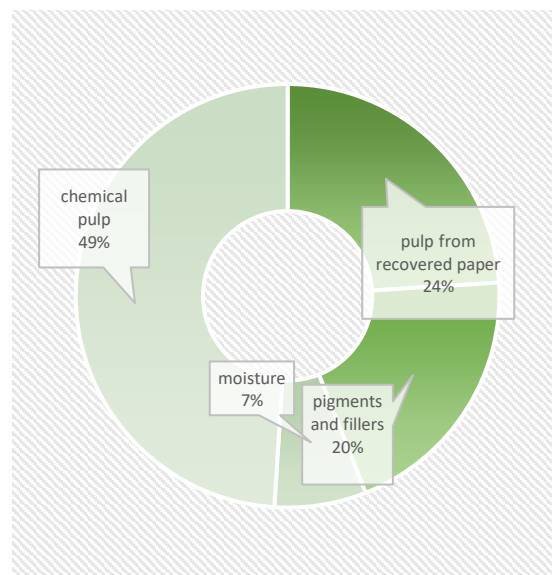 chemical
pulp
49%
pulp from
recovered paper
24%
moisture
7%
pigments
and fillers
20%